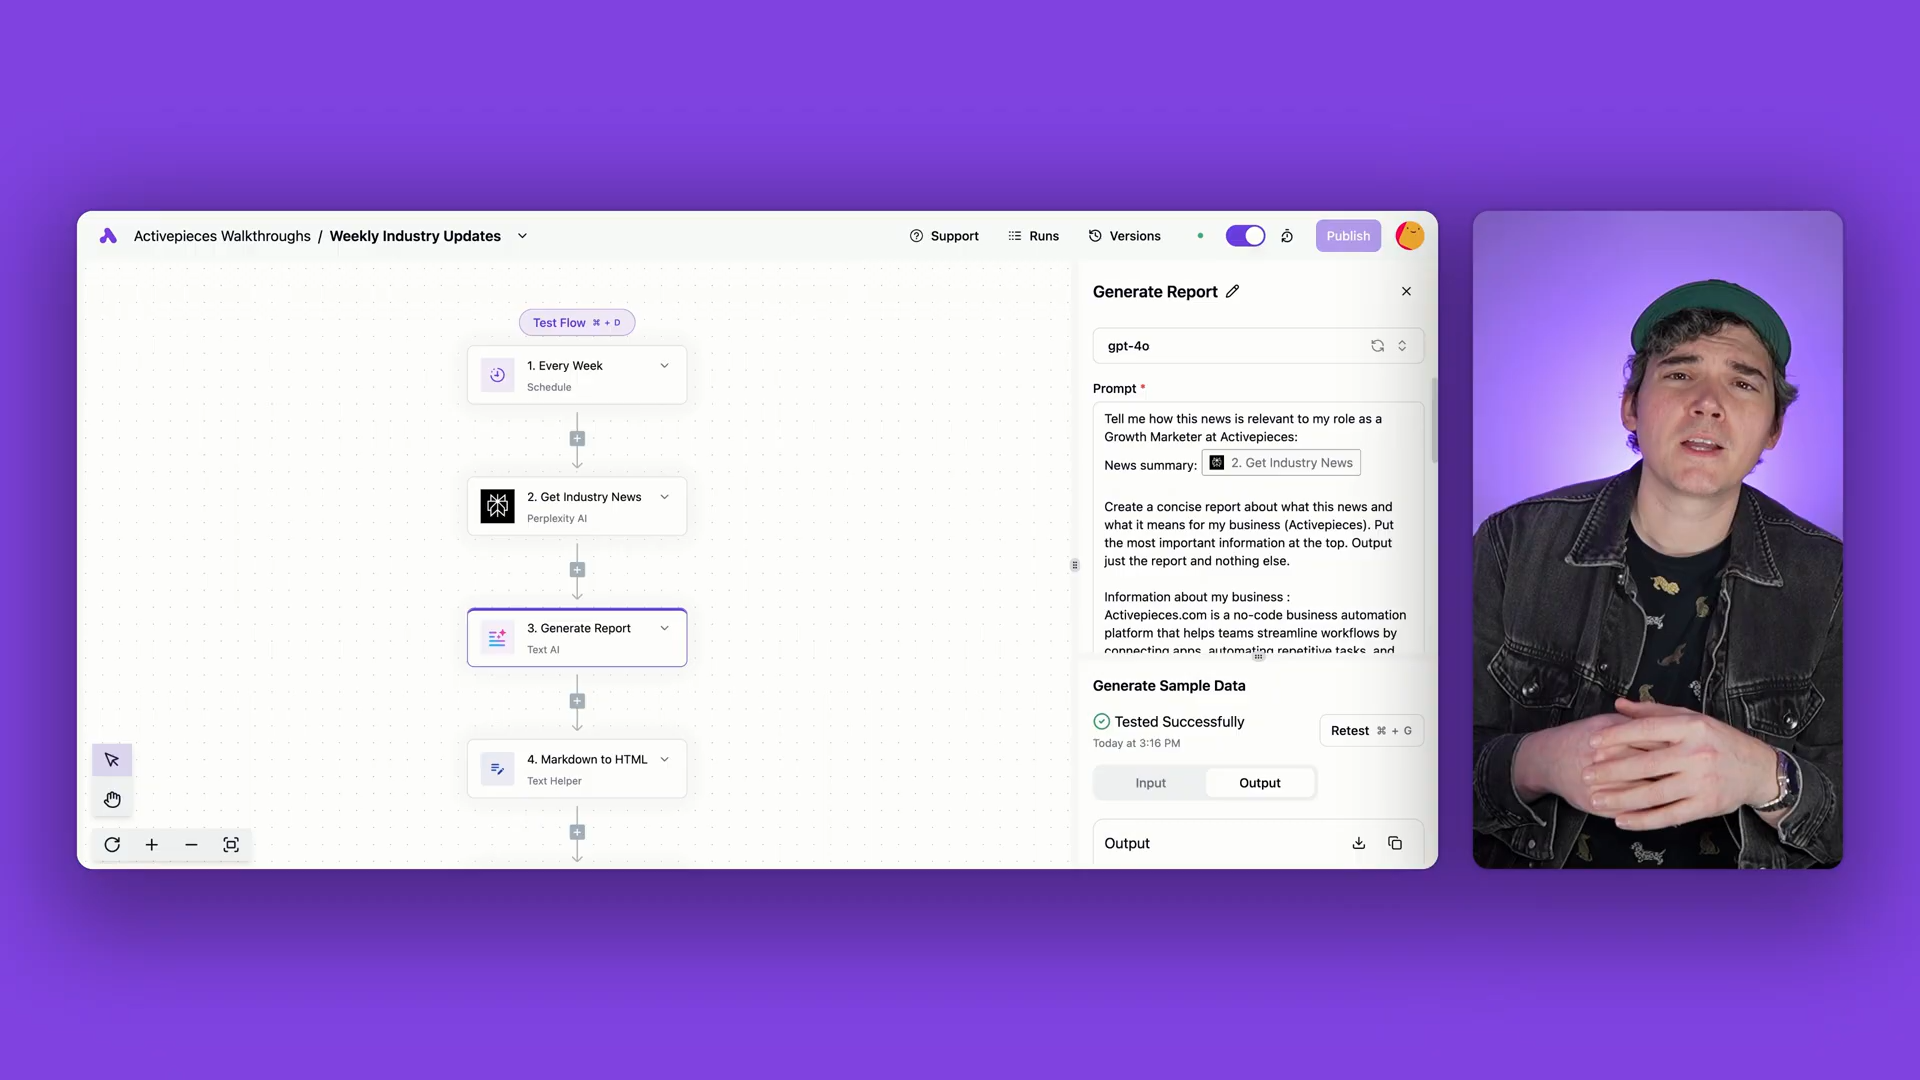 Activepieces Walkthroughs / Weekly Industry Updates
Support
Runs
Versions
Publish
Test Flow ⌘ + D
1. Every Week
Schedule
2. Get Industry News
Perplexity AI
3. Generate Report
Text AI
4. Markdown to HTML
Text Helper
Generate Report
gpt-4o
Prompt *
Tell me how this news is relevant to my role as a
Growth Marketer at Activepieces:
News summary: 2. Get Industry News
Create a concise report about what this news and
what it means for my business (Activepieces). Put
the most important information at the top. Output
just the report and nothing else.
Information about my business :
Activepieces.com is a no-code business automation
platform that helps teams streamline workflows by
connecting apps, automating repetitive tasks, and
Generate Sample Data
Tested Successfully
Today at 3:16 PM
Retest ⌘ + G
Input
Output
Output